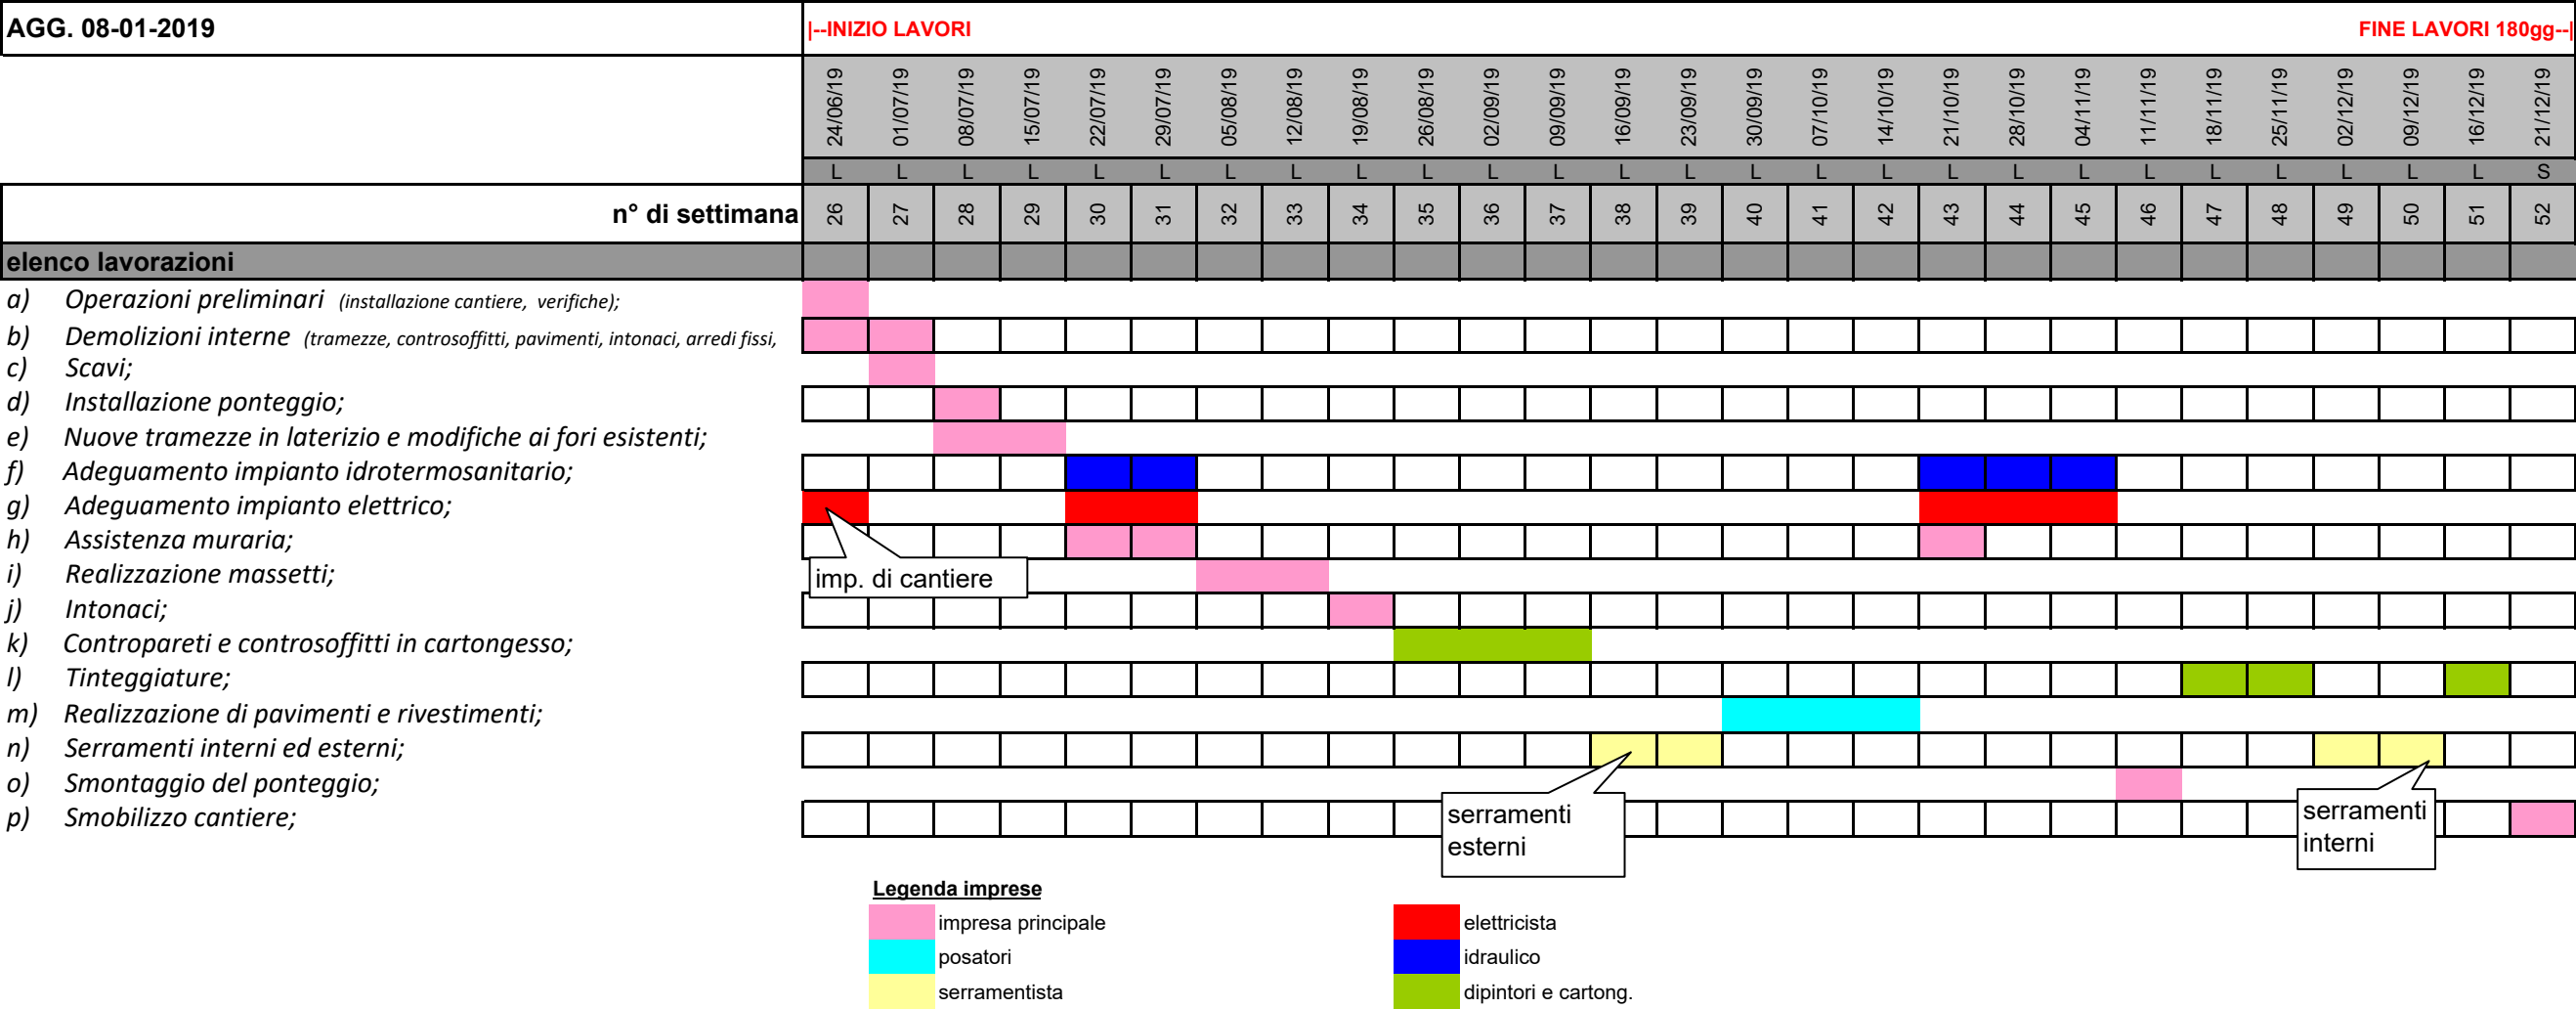 AGG. 08-01-2019
|--INIZIO LAVORI FINE LAVORI 180gg--|
24/06/19 01/07/19 08/07/19 15/07/19 22/07/19 29/07/19 05/08/19 12/08/19 19/08/19 26/08/19 02/09/19 09/09/19 16/09/19 23/09/19 30/09/19 07/10/19 14/10/19 21/10/19 28/10/19 04/11/19 11/11/19 18/11/19 25/11/19 02/12/19 09/12/19 16/12/19 21/12/19
L L L L L L L L L L L L L L L L L L L L L L L L L L S
n° di settimana 26 27 28 29 30 31 32 33 34 35 36 37 38 39 40 41 42 43 44 45 46 47 48 49 50 51 52
elenco lavorazioni
a) Operazioni preliminari (installazione cantiere, verifiche);
b) Demolizioni interne (tramezze, controsoffitti, pavimenti, intonaci, arredi fissi,
c) Scavi;
d) Installazione ponteggio;
e) Nuove tramezze in laterizio e modifiche ai fori esistenti;
f) Adeguamento impianto idrotermosanitario;
g) Adeguamento impianto elettrico;
h) Assistenza muraria;
imp. di cantiere
i) Realizzazione massetti;
j) Intonaci;
k) Contropareti e controsoffitti in cartongesso;
l) Tinteggiature;
m) Realizzazione di pavimenti e rivestimenti;
n) Serramenti interni ed esterni;
o) Smontaggio del ponteggio;
p) Smobilizzo cantiere;
serramenti
esterni
serramenti
interni
Legenda imprese
impresa principale
elettricista
posatori
idraulico
serramentista
dipintori e cartong.